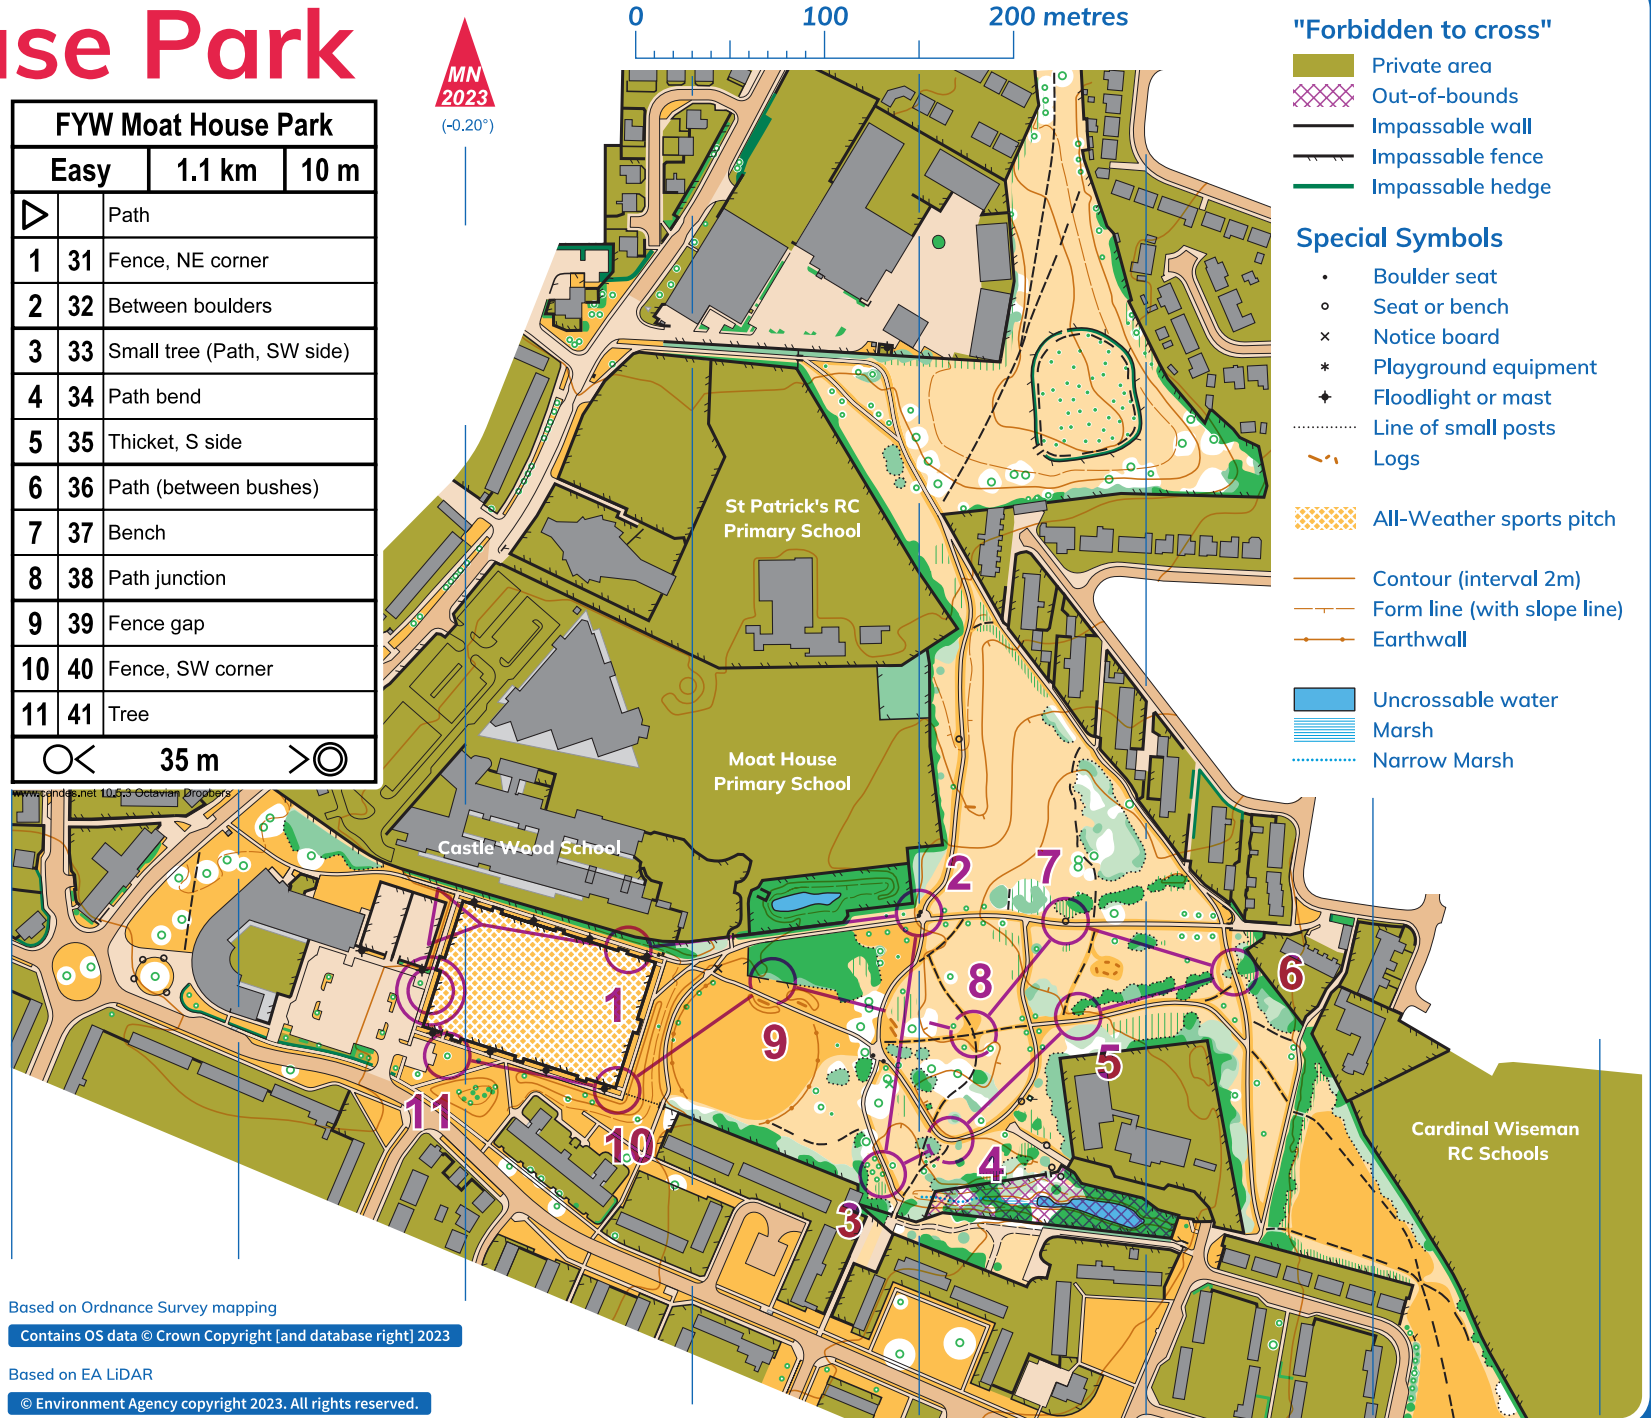 se Park
MN
2023
(-0.20°)
0 100 200 metres
FYW Moat House Park
Easy 1.1 km 10 m
Path
1 31 Fence, NE corner
2 32 Between boulders
3 33 Small tree (Path, SW side)
4 34 Path bend
5 35 Thicket, S side
6 36 Path (between bushes)
7 37 Bench
8 38 Path junction
9 39 Fence gap
10 40 Fence, SW corner
11 41 Tree
35 m
www.condes.net 10.5.3 Octavian Droobers
"Forbidden to cross"
Private area
Out-of-bounds
Impassable wall
Impassable fence
Impassable hedge
Special Symbols
Boulder seat
Seat or bench
Notice board
Playground equipment
Floodlight or mast
Line of small posts
Logs
All-Weather sports pitch
Contour (interval 2m)
Form line (with slope line)
Earthwall
Uncrossable water
Marsh
Narrow Marsh
St Patrick's RC
Primary School
Moat House
Primary School
Castle Wood School
2
7
8
6
1
9
5
11
10
4
3
Cardinal Wiseman
RC Schools
Based on Ordnance Survey mapping
Contains OS data © Crown Copyright [and database right] 2023
Based on EA LiDAR
© Environment Agency copyright 2023. All rights reserved.